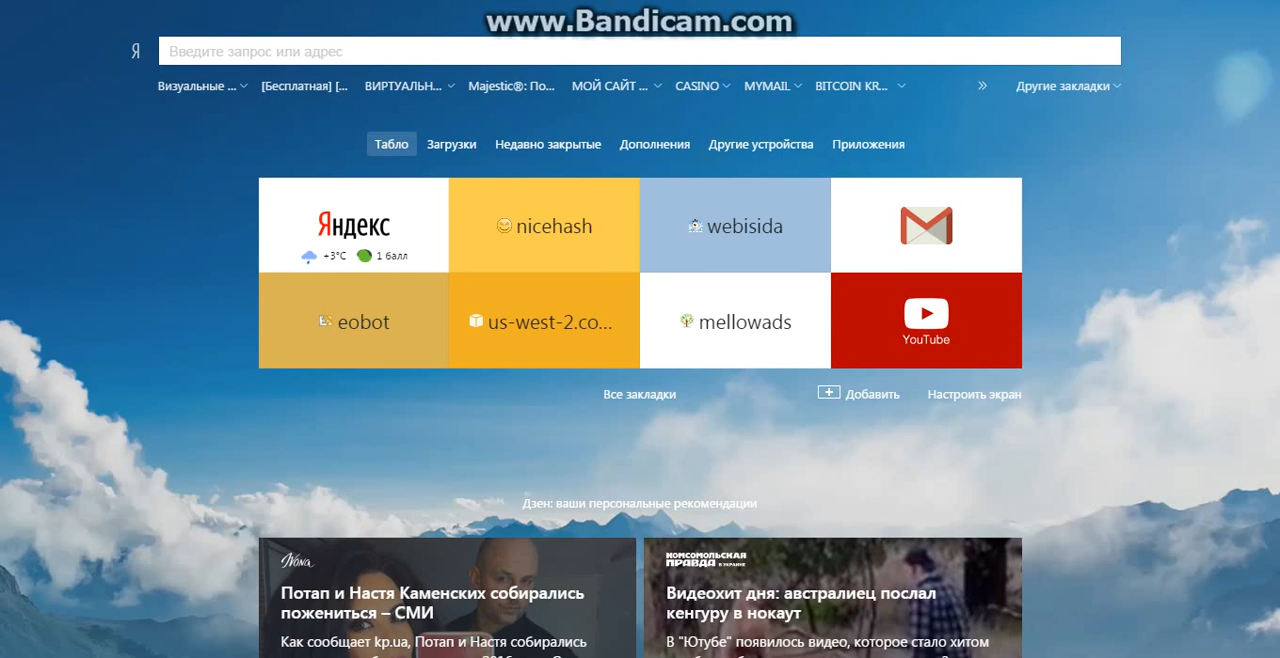 www.Bandicam.com
Я
Введите запрос или адрес
Визуальные ...
[Бесплатная] [...
ВИРТУАЛЬН...
Majestic®: По...
МОЙ САЙТ ...
CASINO
MYMAIL
BITCOIN KR...
»
Другие закладки
Табло
Загрузки
Недавно закрытые
Дополнения
Другие устройства
Приложения
Яндекс
+3°C
1 балл
nicehash
webisida
eobot
us-west-2.co...
mellowads
YouTube
Все закладки
Добавить
Настроить экран
Дзен: ваши персональные рекомендации
Nona
Потап и Настя Каменских собирались
пожениться – СМИ
Как сообщает kp.ua, Потап и Настя собирались
КОМСОМОЛЬСКАЯ
ПРАВДА В УКРАИНЕ
Видеохит дня: австралиец послал
кенгуру в нокаут
В "Ютубе" появилось видео, которое стало хитом